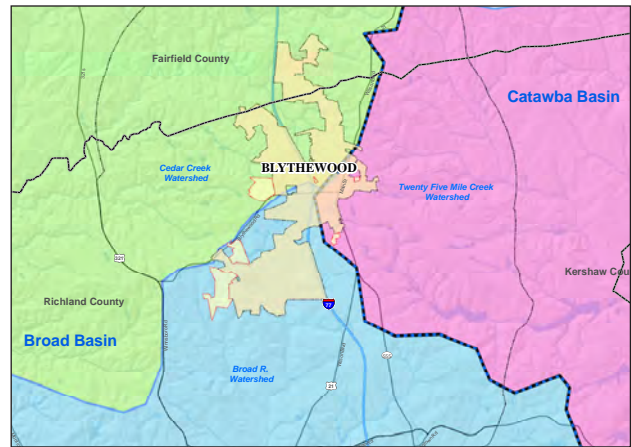 Fairfield County
Catawba Basin
BLYTHEWOOD
Cedar Creek
Watershed
Twenty Five Mile Creek
Watershed
321
Kershaw Cou
Richland County
77
Broad Basin
Broad R.
Watershed
21